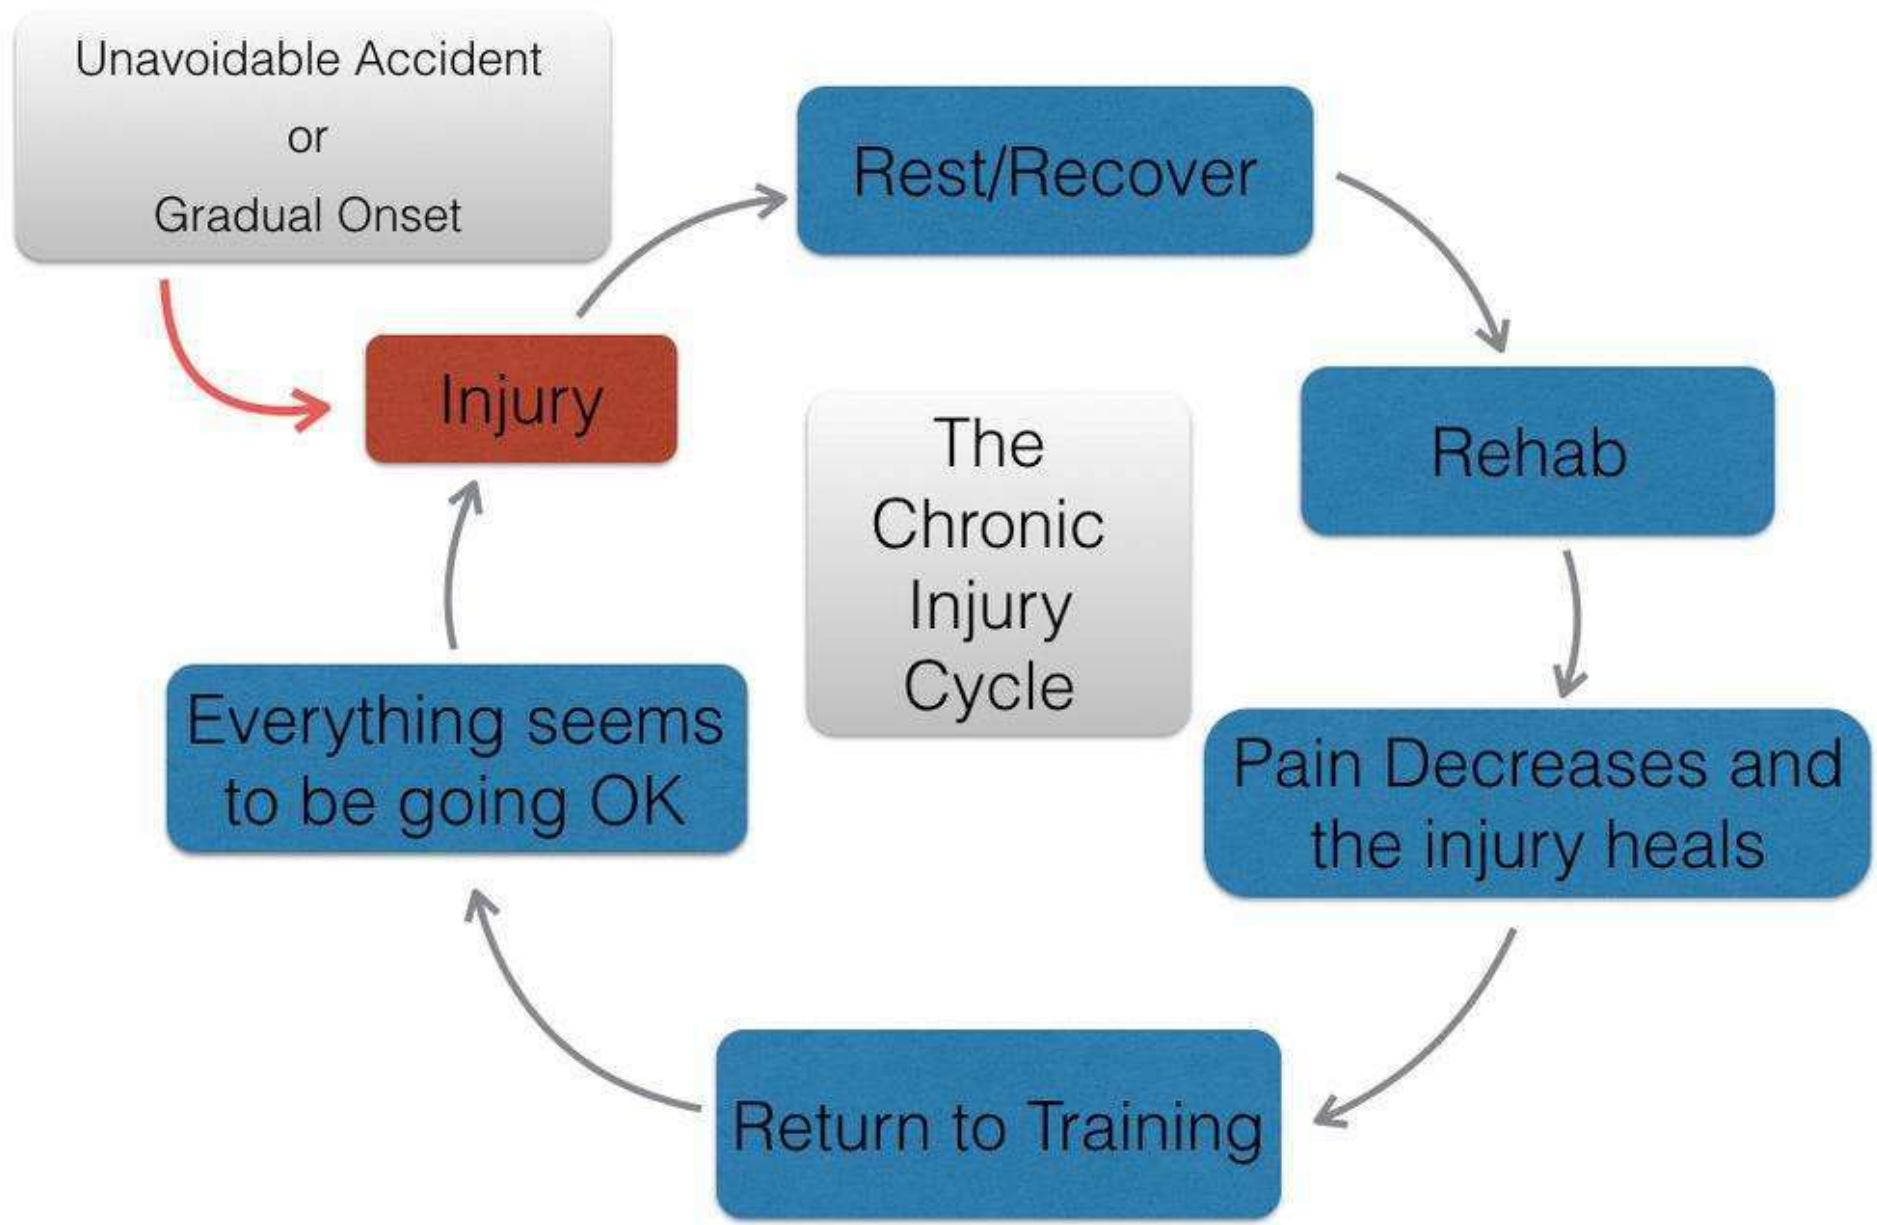 Unavoidable Accident
or
Gradual Onset
Rest/Recover
Injury
Rehab
The
Chronic
Injury
Cycle
Everything seems
to be going OK
Pain Decreases and
the injury heals
Return to Training